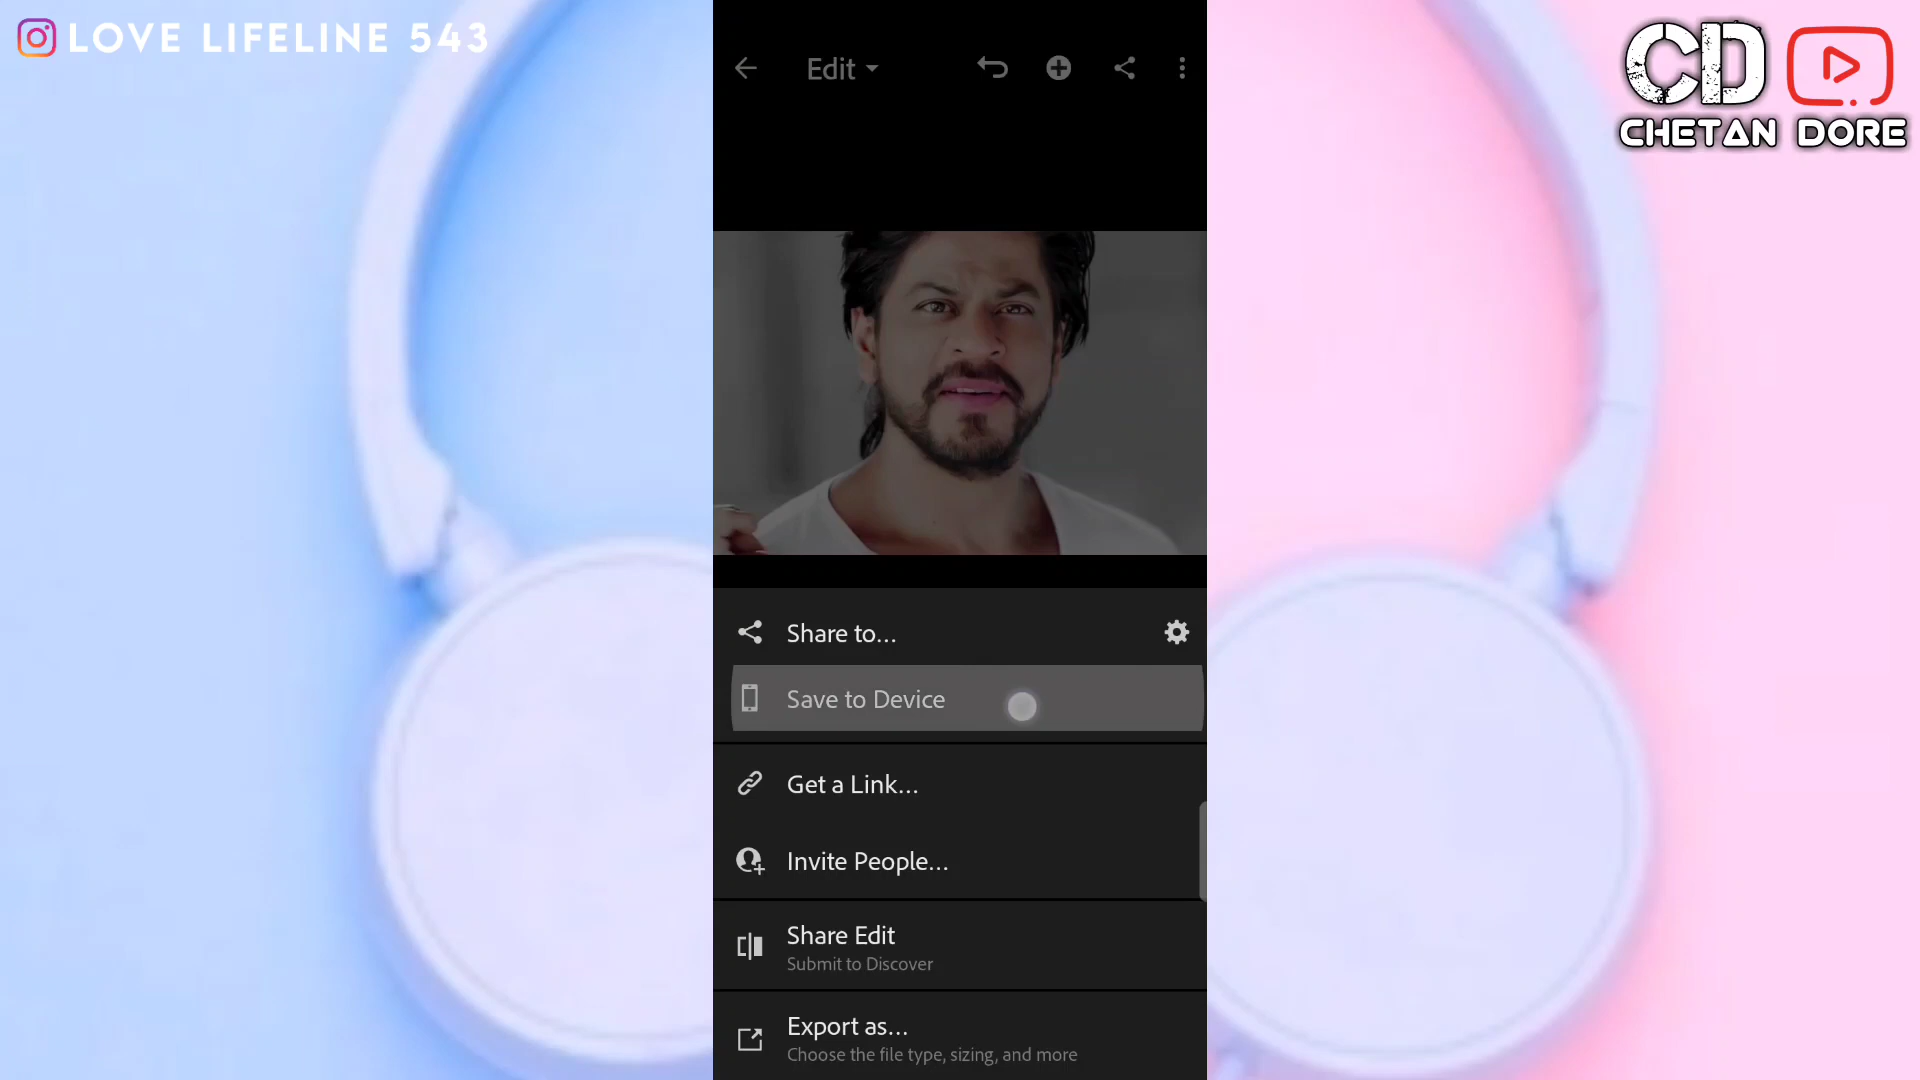 LOVE LIFELINE 543
CD
CHETAN DORE
Edit
Share to...
Save to Device
Get a Link...
Invite People...
Share Edit
Submit to Discover
Export as...
Choose the file type, sizing, and more